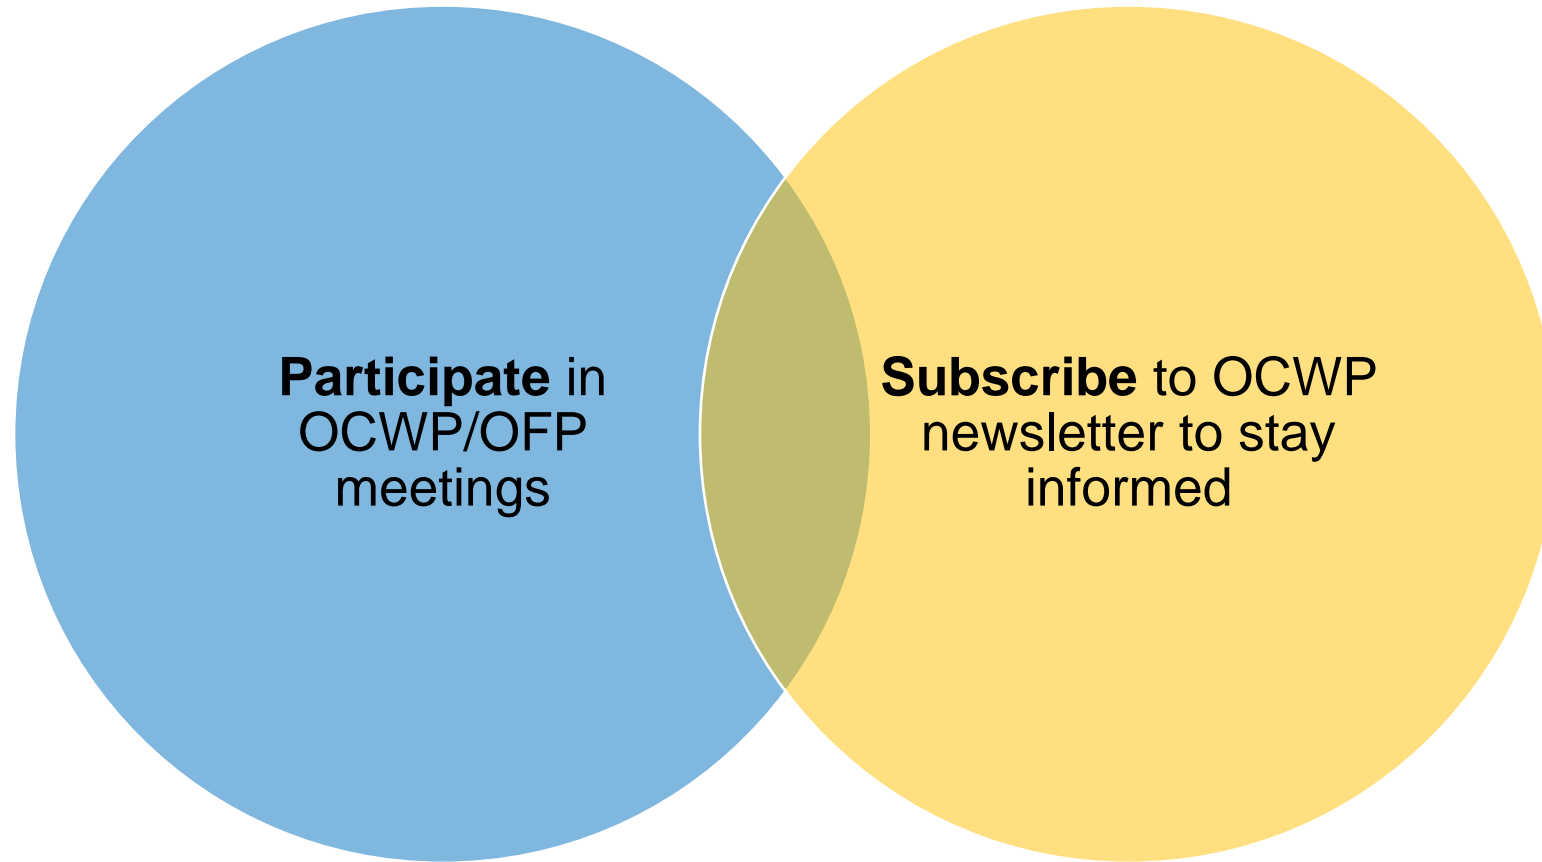 Participate in
OCWP/OFP
meetings
Subscribe to OCWP
newsletter to stay
informed